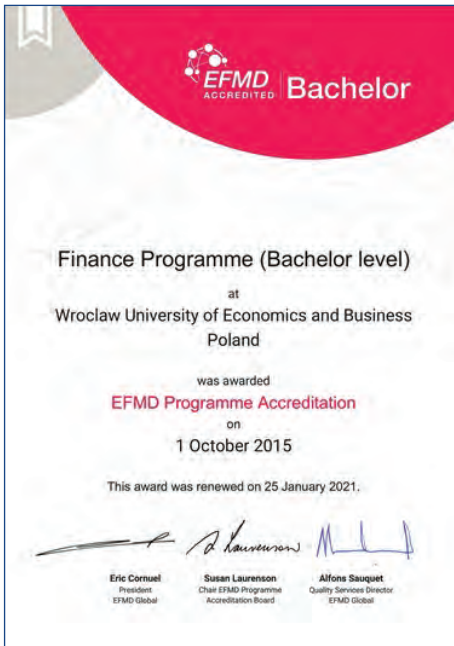 EFMD
ACCREDITED
Bachelor
Finance Programme (Bachelor level)
at
Wroclaw University of Economics and Business
Poland
was awarded
EFMD Programme Accreditation
on
1 October 2015
This award was renewed on 25 January 2021.
Eric Cornuel
President
EFMD Global
Susan Laurenson
Chair EFMD Programme
Accreditation Board
Alfons Sauquet
Quality Services Director
EFMD Global